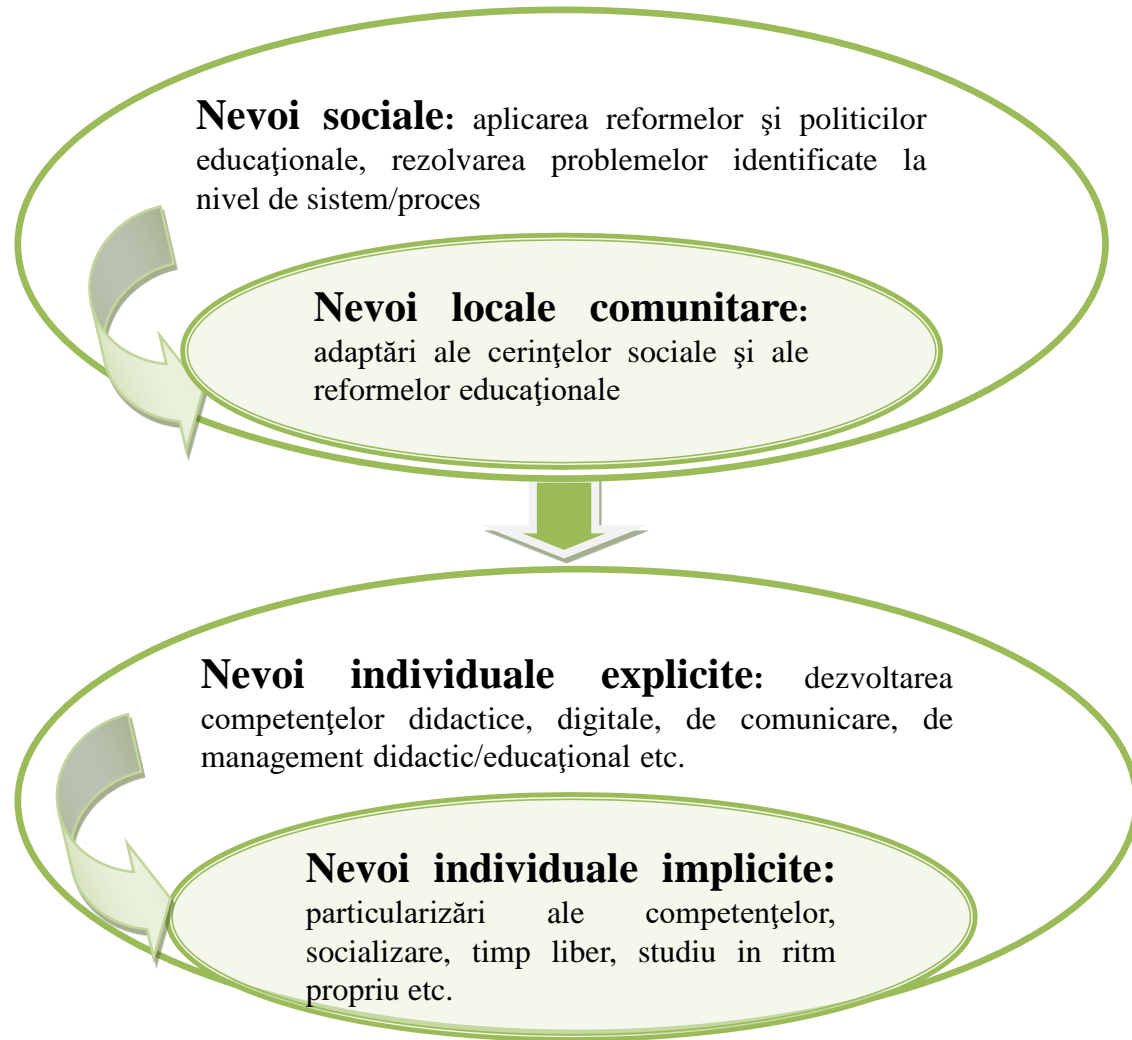 Nevoi sociale: aplicarea reformelor şi politicilor
educaţionale, rezolvarea problemelor identificate la
nivel de sistem/proces
Nevoi locale comunitare:
adaptări ale cerinţelor sociale şi ale
reformelor educaţionale
Nevoi individuale explicite: dezvoltarea
competenţelor didactice, digitale, de comunicare, de
management didactic/educaţional etc.
Nevoi individuale implicite:
particularizări ale competenţelor,
socializare, timp liber, studiu in ritm
propriu etc.